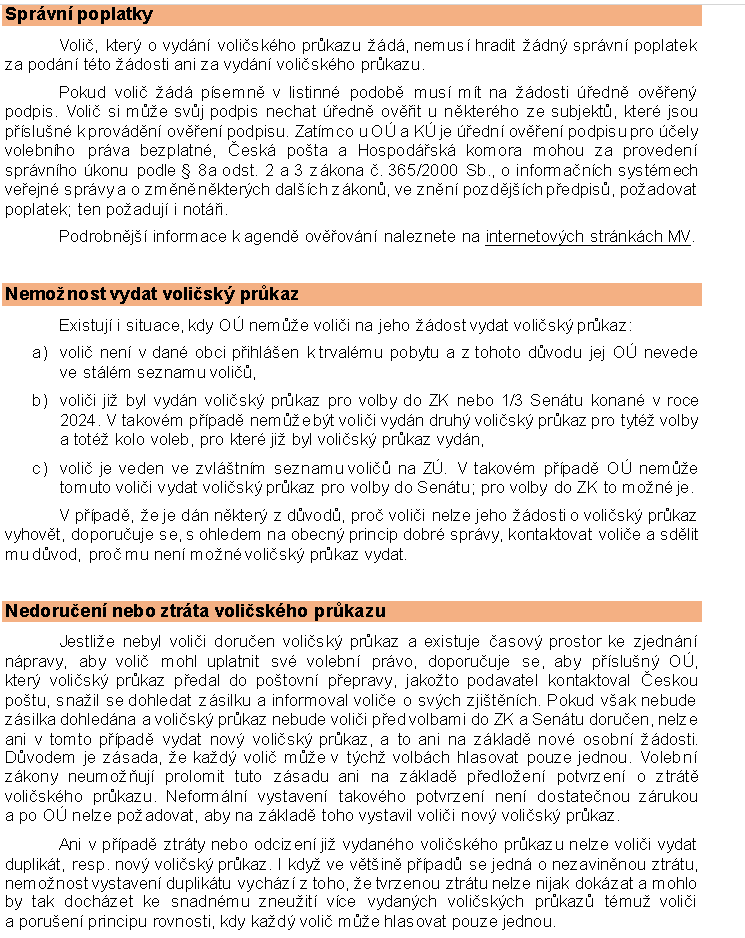 Správní poplatky
Volič, který o vydání voličského průkazu žádá, nemusí hradit žádný správní poplatek
za podání této žádosti ani za vydání voličského průkazu.
Pokud volič žádá písemně v listinné podobě musí mít na žádosti úředně ověřený
podpis. Volič si může svůj podpis nechat úředně ověřit u některého ze subjektů, které jsou
příslušné k provádění ověření podpisu. Zatímco u OÚ a KÚ je úřední ověření podpisu pro účely
volebního práva bezplatné, Česká pošta a Hospodářská komora mohou za provedení
správního úkonu podle § 8a odst. 2 a 3 zákona č. 365/2000 Sb., o informačních systémech
veřejné správy a o změně některých dalších zákonů, ve znění pozdějších předpisů, požadovat
poplatek; ten požadují i notáři.
Podrobnější informace k agendě ověřování naleznete na internetových stránkách MV.
Nemožnost vydat voličský průkaz
Existují i situace, kdy OÚ nemůže voliči na jeho žádost vydat voličský průkaz:
a) volič není v dané obci přihlášen k trvalému pobytu a z tohoto důvodu jej OÚ nevede
ve stálém seznamu voličů,
b) voliči již byl vydán voličský průkaz pro volby do ZK nebo 1/3 Senátu konané v roce
2024. V takovém případě nemůže být voliči vydán druhý voličský průkaz pro tytéž volby
a totéž kolo voleb, pro které již byl voličský průkaz vydán,
c) volič je veden ve zvláštním seznamu voličů na ZÚ. V takovém případě OÚ nemůže
tomuto voliči vydat voličský průkaz pro volby do Senátu; pro volby do ZK to možné je.
V případě, že je dán některý z důvodů, proč voliči nelze jeho žádosti o voličský průkaz
vyhovět, doporučuje se, s ohledem na obecný princip dobré správy, kontaktovat voliče a sdělit
mu důvod, proč mu není možné voličský průkaz vydat.
Nedoručení nebo ztráta voličského průkazu
Jestliže nebyl voliči doručen voličský průkaz a existuje časový prostor ke zjednání
nápravy, aby volič mohl uplatnit své volební právo, doporučuje se, aby příslušný OÚ,
který voličský průkaz předal do poštovní přepravy, jakožto podavatel kontaktoval Českou
poštu, snažil se dohledat zásilku a informoval voliče o svých zjištěních. Pokud však nebude
zásilka dohledána a voličský průkaz nebude voliči před volbami do ZK a Senátu doručen, nelze
ani v tomto případě vydat nový voličský průkaz, a to ani na základě nové osobní žádosti.
Důvodem je zásada, že každý volič může v týchž volbách hlasovat pouze jednou. Volební
zákony neumožňují prolomit tuto zásadu ani na základě předložení potvrzení o ztrátě
voličského průkazu. Neformální vystavení takového potvrzení není dostatečnou zárukou
a po OÚ nelze požadovat, aby na základě toho vystavil voliči nový voličský průkaz.
Ani v případě ztráty nebo odcizení již vydaného voličského průkazu nelze voliči vydat
duplikát, resp. nový voličský průkaz. I když ve většině případů se jedná o nezaviněnou ztrátu,
nemožnost vystavení duplikátu vychází z toho, že tvrzenou ztrátu nelze nijak dokázat a mohlo
by tak docházet ke snadnému zneužití více vydaných voličských průkazů témuž voliči
a porušení principu rovnosti, kdy každý volič může hlasovat pouze jednou.